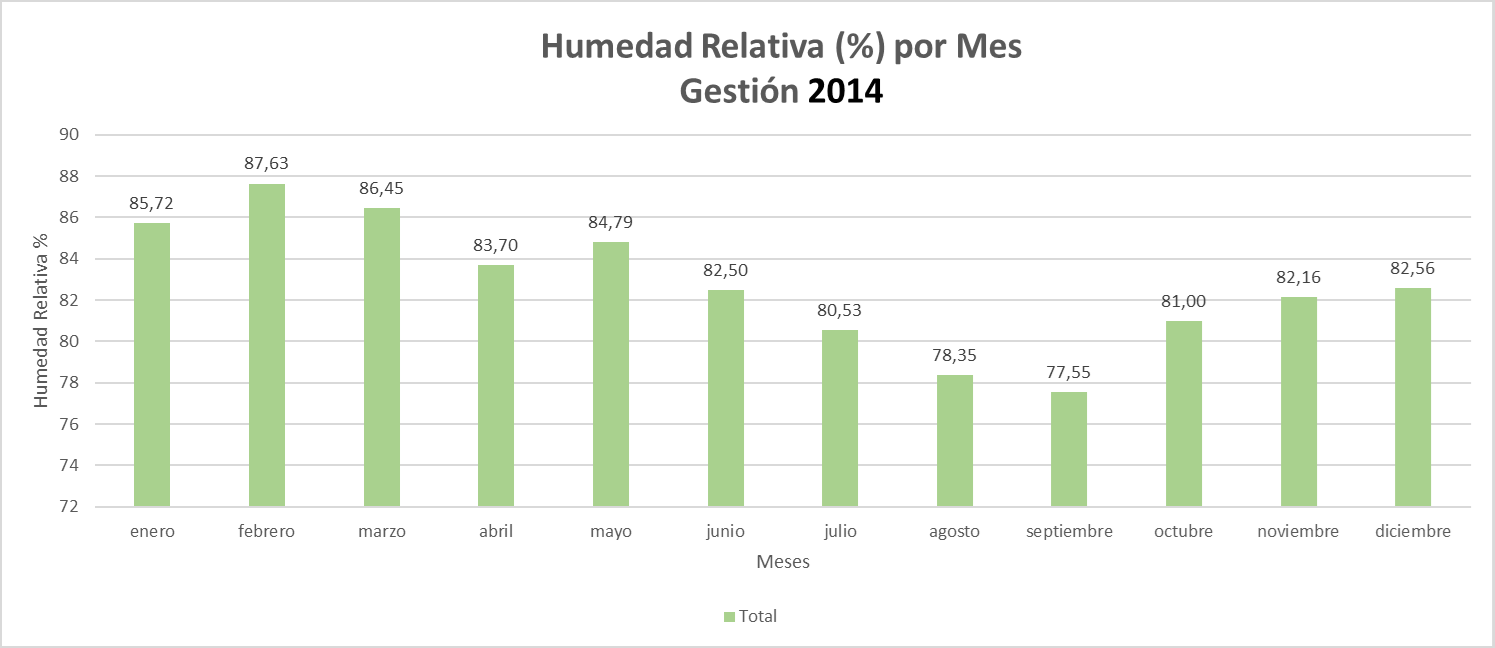 Humedad Relativa (%) por Mes
Gestión 2014
Humedad Relativa %
90
88
86
84
82
80
78
76
74
72
85,72
87,63
86,45
83,70
84,79
82,50
80,53
78,35
77,55
81,00
82,16
82,56
enero
febrero
marzo
abril
mayo
junio
julio
agosto
septiembre
octubre
noviembre
diciembre
Meses
Total